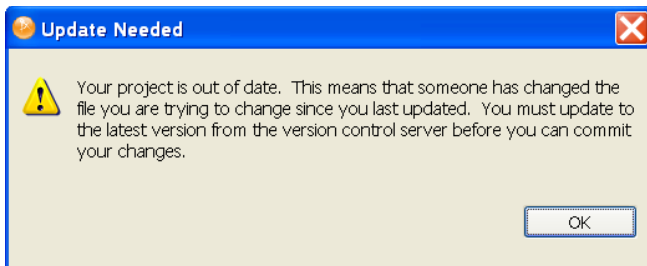 Update Needed
Your project is out of date.  This means that someone has changed the
file you are trying to change since you last updated.  You must update to
the latest version from the version control server before you can commit
your changes.
OK